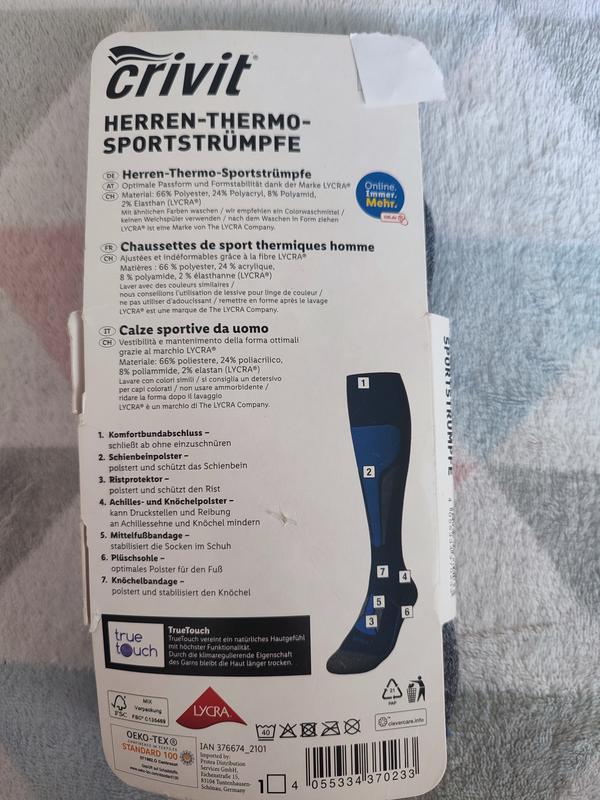 crivit®
HERREN-THERMO-
SPORTSTRÜMPFE
DE Herren-Thermo-Sportstrümpfe
AT Optimale Passform und Formstabilität dank der Marke LYCRA®
CH Material: 66% Polyester, 24% Polyacryl, 8% Polyamid,
2% Elasthan (LYCRA®)
Mit ähnlichen Farben waschen / wir empfehlen ein Colorwaschmittel /
keinen Weichspüler verwenden / nach dem Waschen in Form ziehen
LYCRA® ist eine Marke von The LYCRA Company.
Online.
Immer.
Mehr.
FR Chaussettes de sport thermiques homme
CH Ajustées et indéformables grâce à la fibre LYCRA®
Matières : 66 % polyester, 24 % acrylique,
8 % polyamide, 2 % élasthanne (LYCRA®)
Laver avec des couleurs similaires /
nous conseillons l'utilisation de lessive pour linge de couleur /
ne pas utiliser d'adoucissant / remettre en forme après le lavage
LYCRA® est une marque de The LYCRA Company.
IT Calze sportive da uomo
CH Vestibilità e mantenimento della forma ottimali
grazie al marchio LYCRA®
Materiale: 66% poliestere, 24% poliacrilico,
8% poliammide, 2% elastan (LYCRA®)
Lavare con colori simili / si consiglia un detersivo
per capi colorati / non usare ammorbidente /
ridare la forma dopo il lavaggio
LYCRA® è un marchio di The LYCRA Company.
SPORTSTRÜMPFE
1. Komfortbundabschluss –
schließt ab ohne einzuschnüren
2. Schienbeinpolster –
polstert und schützt das Schienbein
3. Ristprotektor –
polstert und schützt den Rist
4. Achilles- und Knöchelpolster –
kann Druckstellen und Reibung
an Achillessehne und Knöchel mindern
5. Mittelfußbandage –
stabilisiert die Socken im Schuh
6. Plüschsohle –
optimales Polster für den Fuß
7. Knöchelbandage –
polstert und stabilisiert den Knöchel
1
2
7
4
5
6
3
true
touch
TrueTouch
TrueTouch vereint ein natürliches Hautgefühl
mit höchster Funktionalität.
Durch die klimaregulierende Eigenschaft
des Garns bleibt die Haut länger trocken.
FSC
MIX
Verpackung
FSC® C135469
LYCRA
40
21
PAP
clevercare.info
OEKO-TEX®
CONFIDENCE IN TEXTILES
STANDARD 100
IAN 376674_2101
Imported by:
Protea Distribution
Services GmbH,
Eichenstraße 15,
83104 Tuntenhausen-
Schönau, Germany
1
4 055334 370233